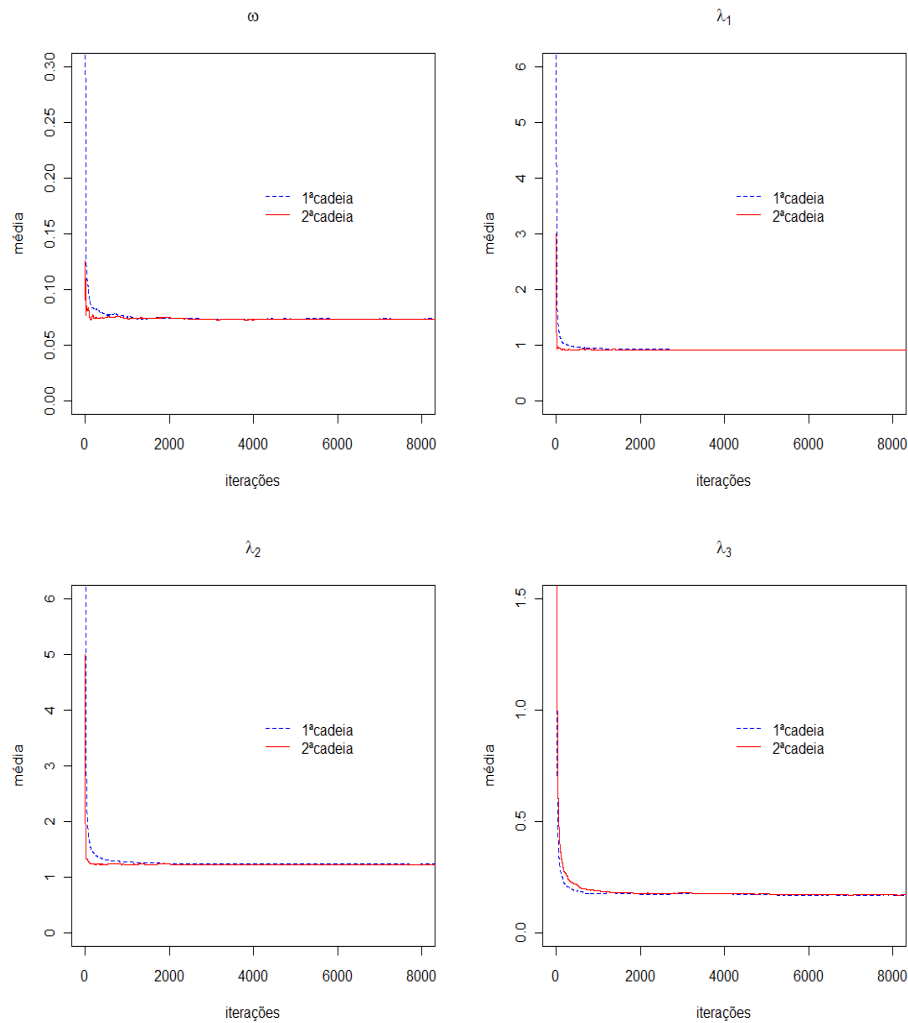 ω
média
0.00 0.05 0.10 0.15 0.20 0.25 0.30
1ªcadeia
2ªcadeia
0 2000 4000 6000 8000
iterações
λ1
média
0 1 2 3 4 5 6
1ªcadeia
2ªcadeia
0 2000 4000 6000 8000
iterações
λ2
média
0 1 2 3 4 5 6
1ªcadeia
2ªcadeia
0 2000 4000 6000 8000
iterações
λ3
média
0.0 0.5 1.0 1.5
1ªcadeia
2ªcadeia
0 2000 4000 6000 8000
iterações